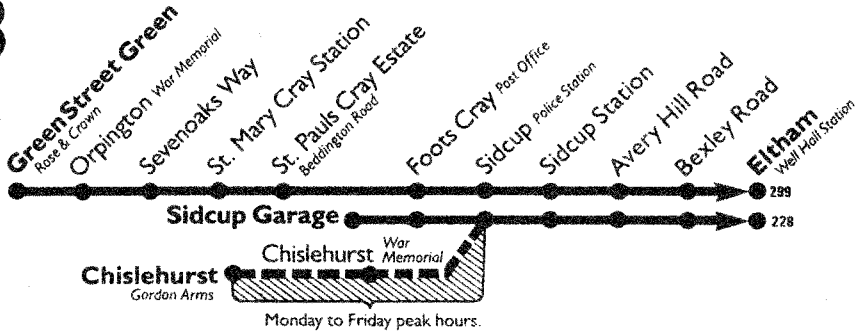 Green Street Green
Rose & Crown
Orpington War Memorial
Sevenoaks Way
St. Mary Cray Station
St. Pauls Cray Estate
Beddington Road
Foots Cray Post Office
Sidcup Police Station
Sidcup Station
Avery Hill Road
Bexley Road
Eltham
Well Hall Station
299
Sidcup Garage
228
Chislehurst War Memorial
Chislehurst
Gordon Arms
Monday to Friday peak hours.